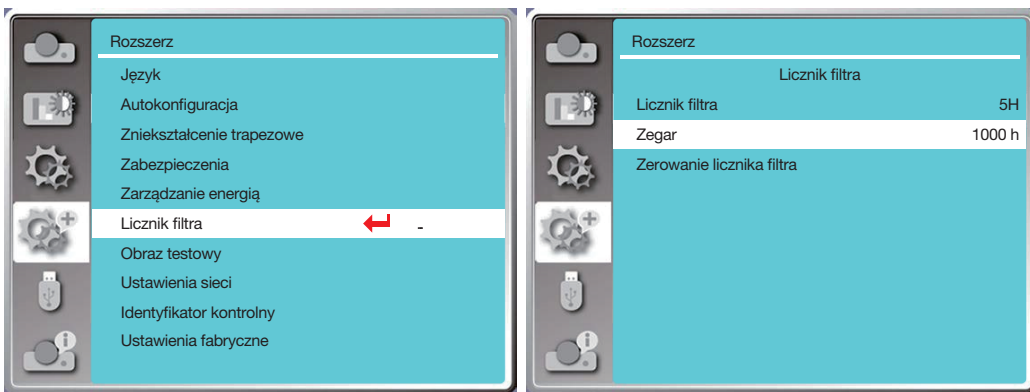 Rozszerz
Język
Autokonfiguracja
Zniekształcenie trapezowe
Zabezpieczenia
Zarządzanie energią
Licznik filtra -
Obraz testowy
Ustawienia sieci
Identyfikator kontrolny
Ustawienia fabryczne
Rozszerz
Licznik filtra
Licznik filtra 5H
Zegar 1000 h
Zerowanie licznika filtra